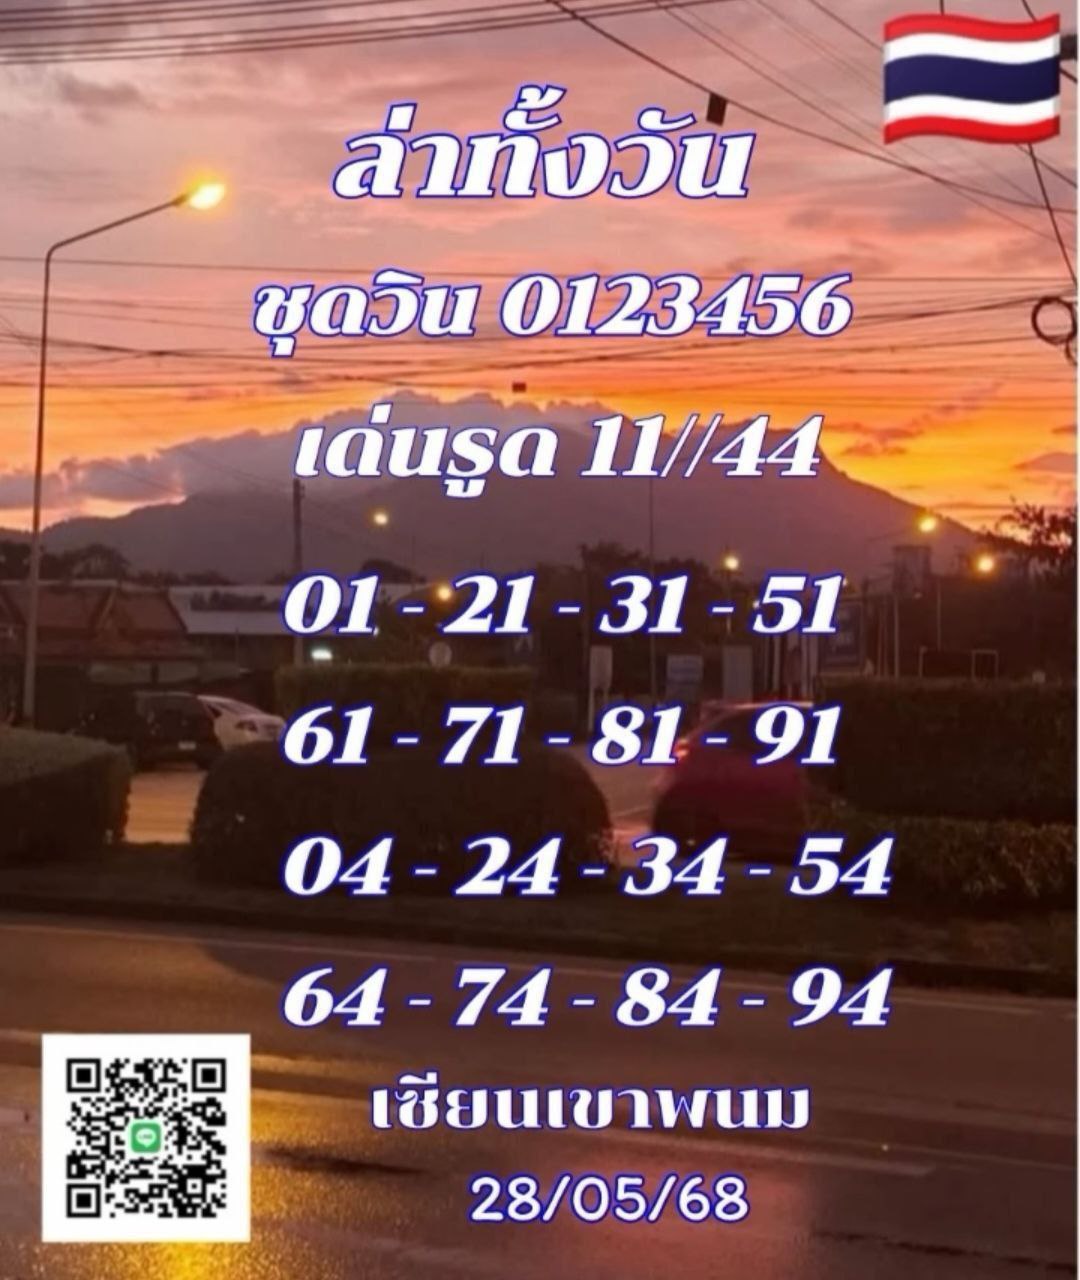 ล่าทั้งวัน
ชุดวิน 0123456
เด่นรูด 11//44
01 - 21 - 31 - 51
61 - 71 - 81 - 91
04 - 24 - 34 - 54
64 - 74 - 84 - 94
เซียนเขาพนม
28/05/68